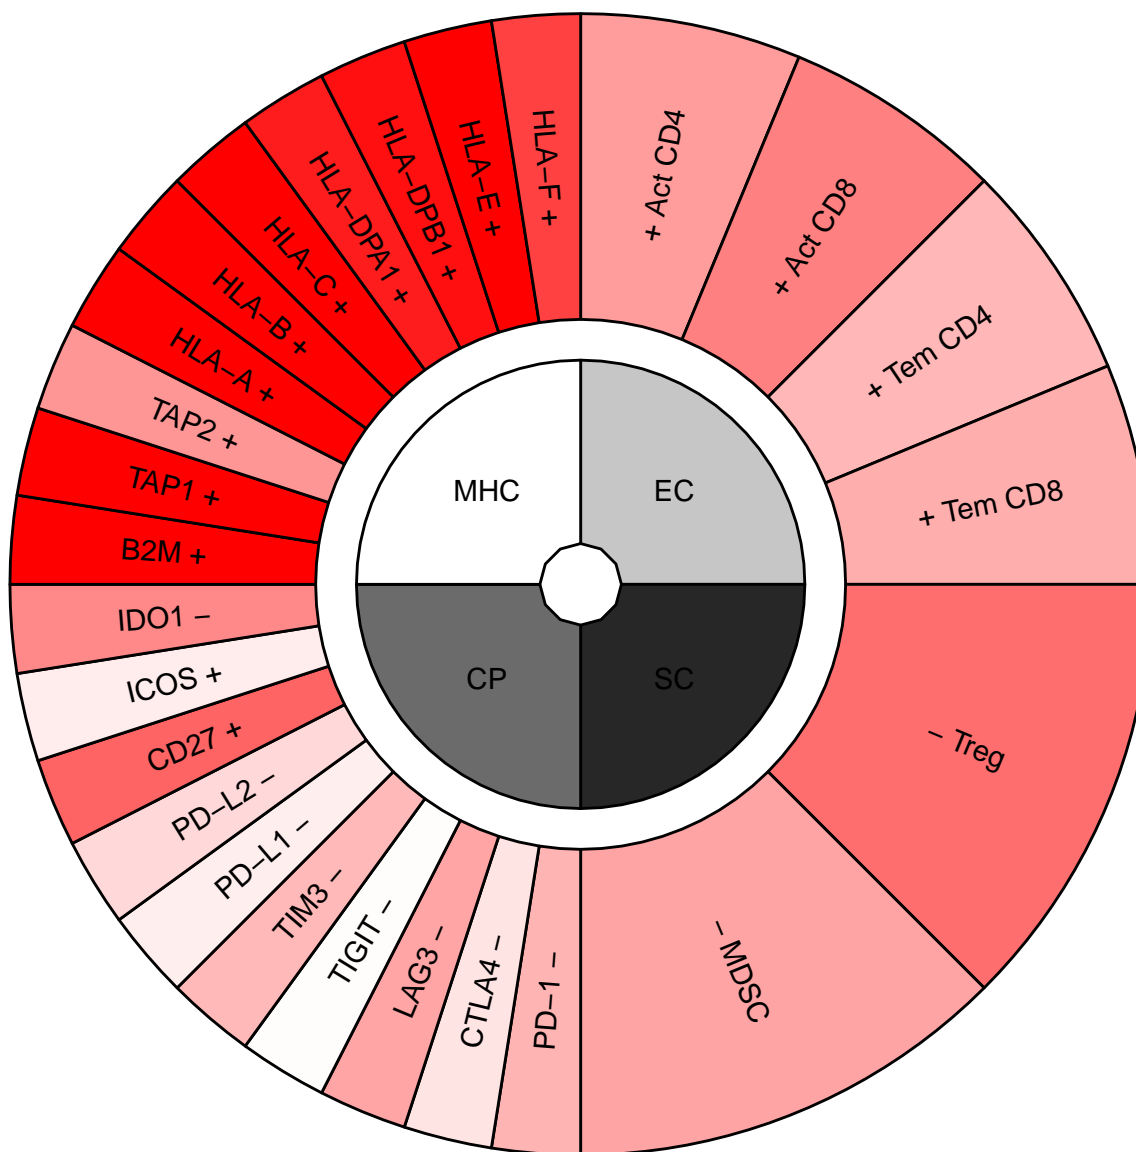 + Act CD4
+ Act CD8
+ Tem CD4
+ Tem CD8
– Treg
– MDSC
PD–1 –
CTLA4 –
LAG3 –
TIGIT –
TIM3 –
PD–L1 –
PD–L2 –
CD27 +
ICOS +
IDO1 –
B2M +
TAP1 +
TAP2 +
HLA–A +
HLA–B +
HLA–C +
HLA–DPA1 +
HLA–DPB1 +
HLA–E +
HLA–F +
MHC
EC
CP
SC